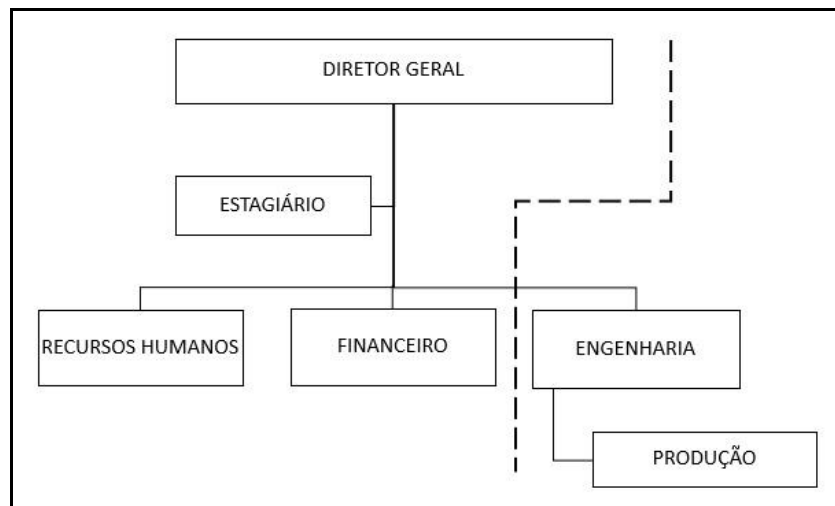 DIRETOR GERAL
ESTAGIÁRIO
RECURSOS HUMANOS
FINANCEIRO
ENGENHARIA
PRODUÇÃO